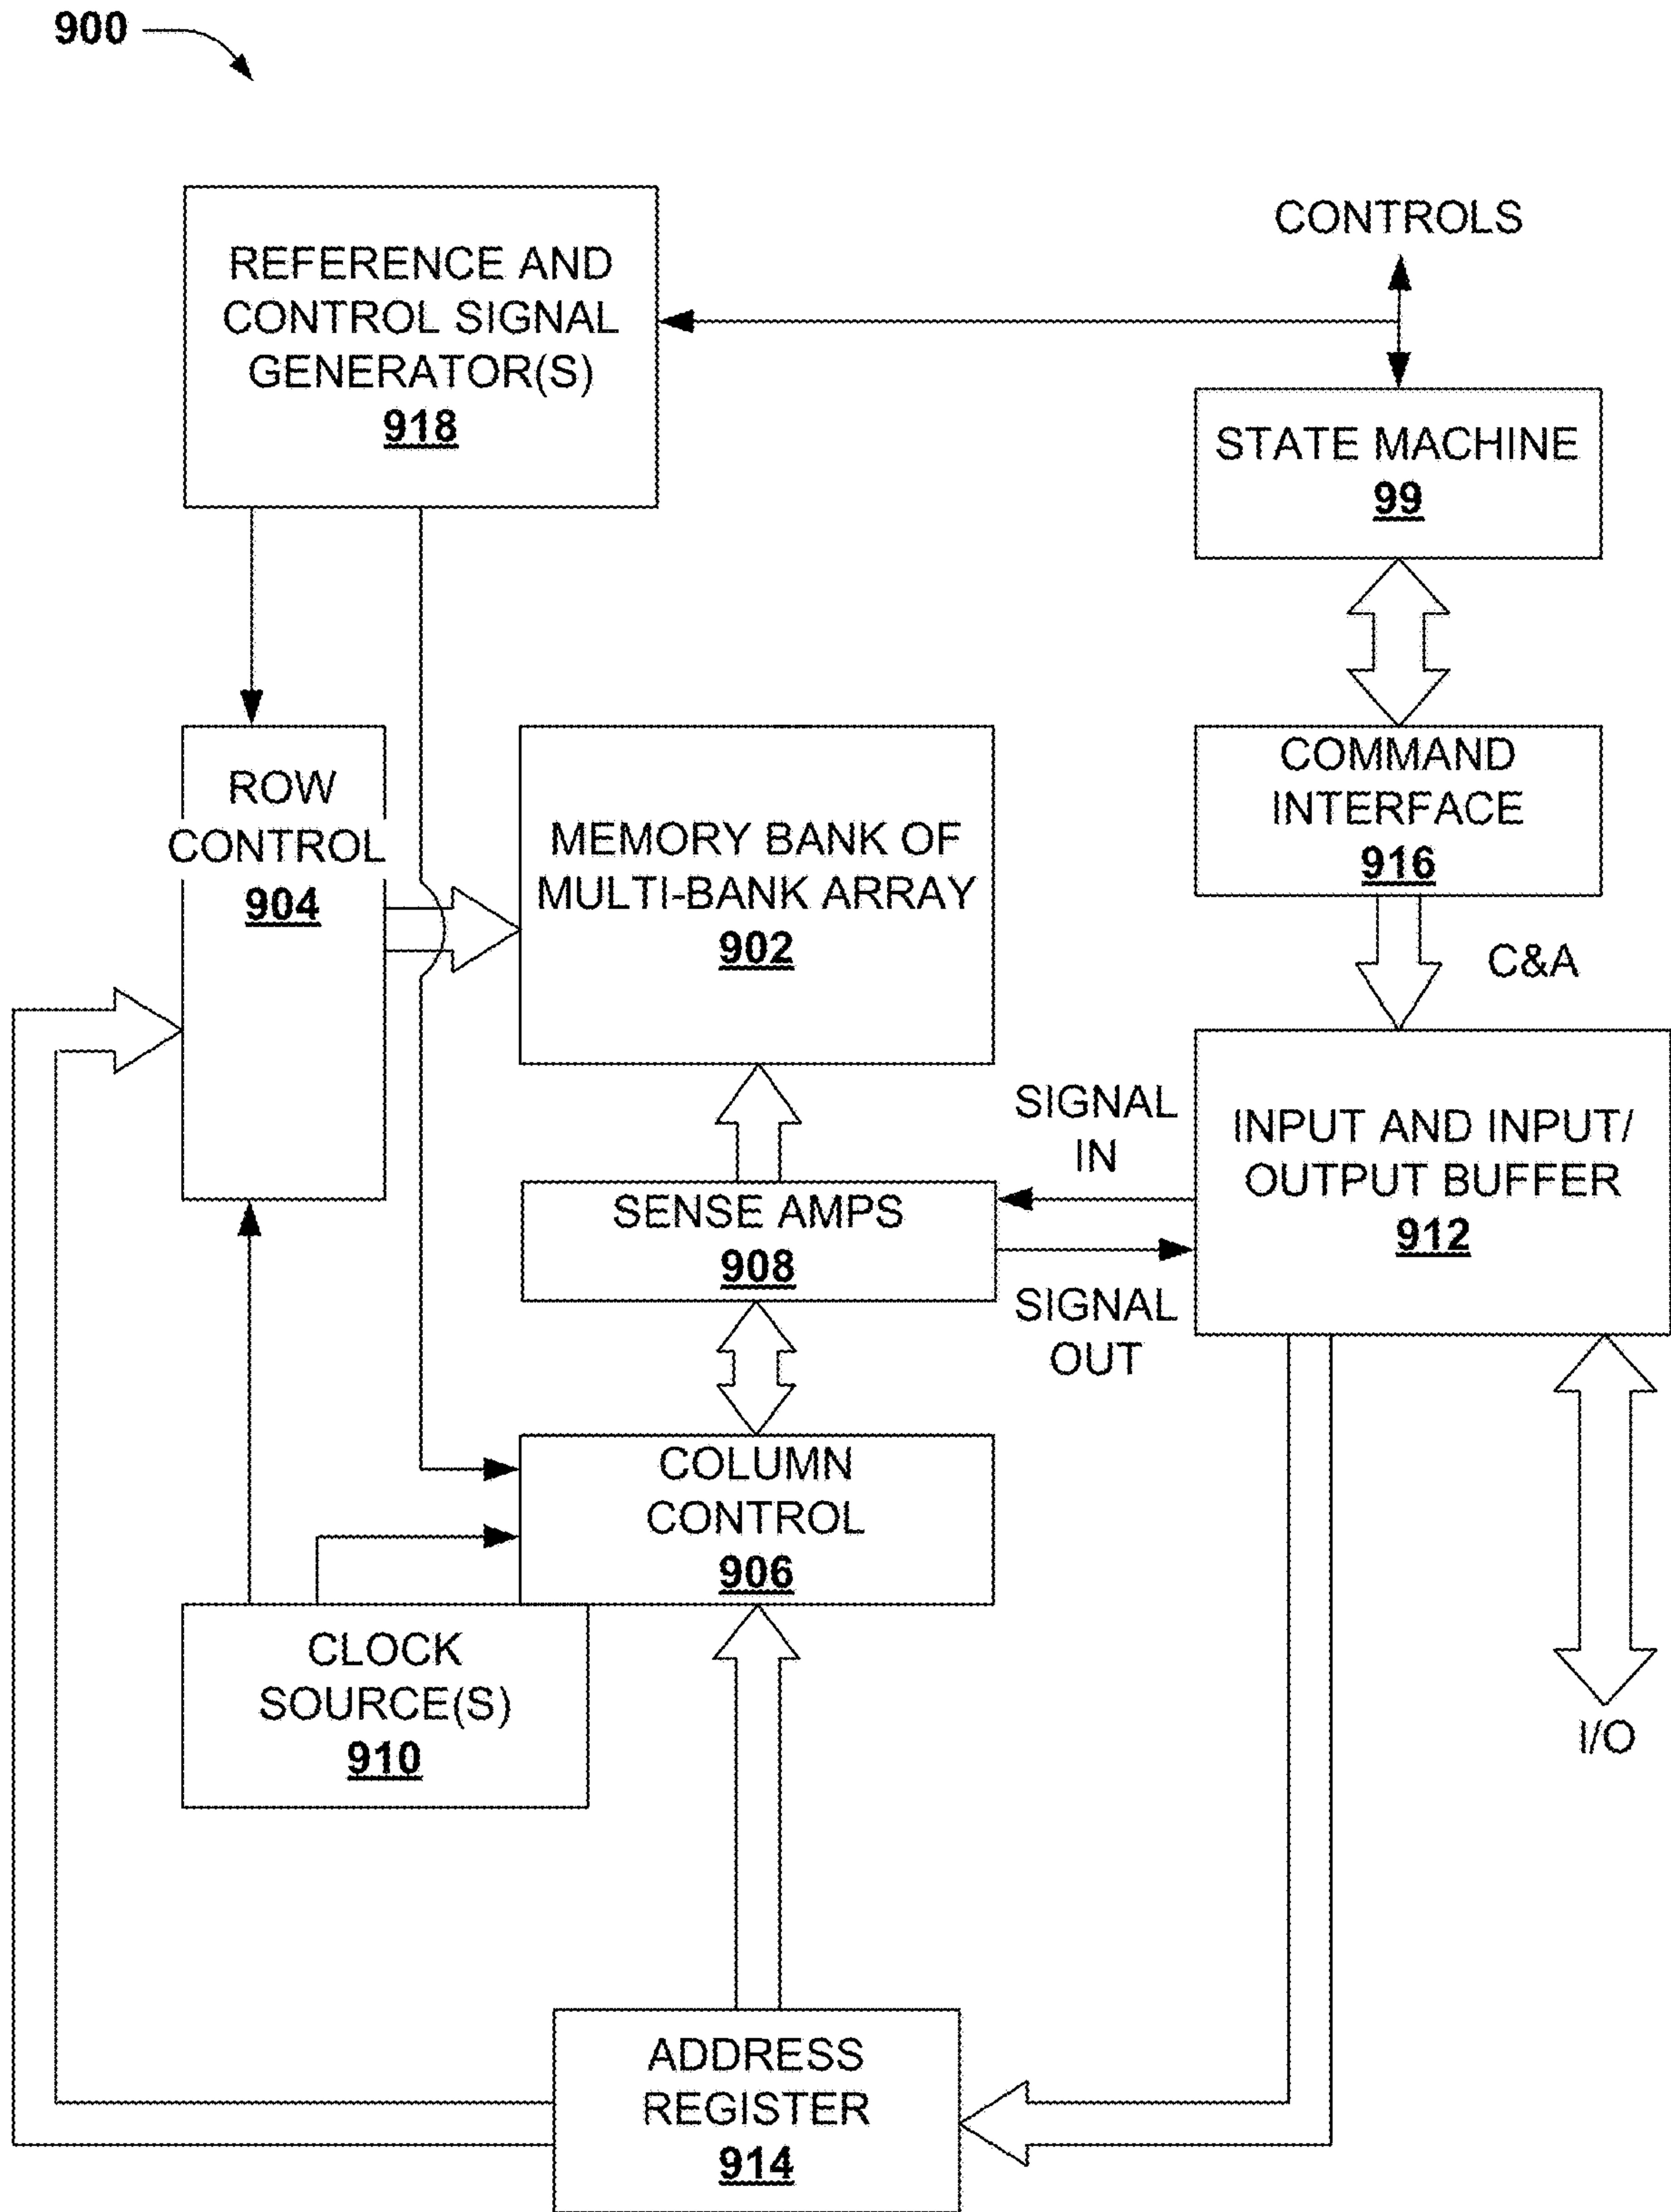 900
REFERENCE AND
CONTROL SIGNAL
GENERATOR(S)
918
CONTROLS
STATE MACHINE
99
ROW
CONTROL
904
MEMORY BANK OF
MULTI-BANK ARRAY
902
COMMAND
INTERFACE
916
C&A
SIGNAL
IN
INPUT AND INPUT/
OUTPUT BUFFER
912
SENSE AMPS
908
SIGNAL
OUT
COLUMN
CONTROL
906
CLOCK
SOURCE(S)
910
I/O
ADDRESS
REGISTER
914